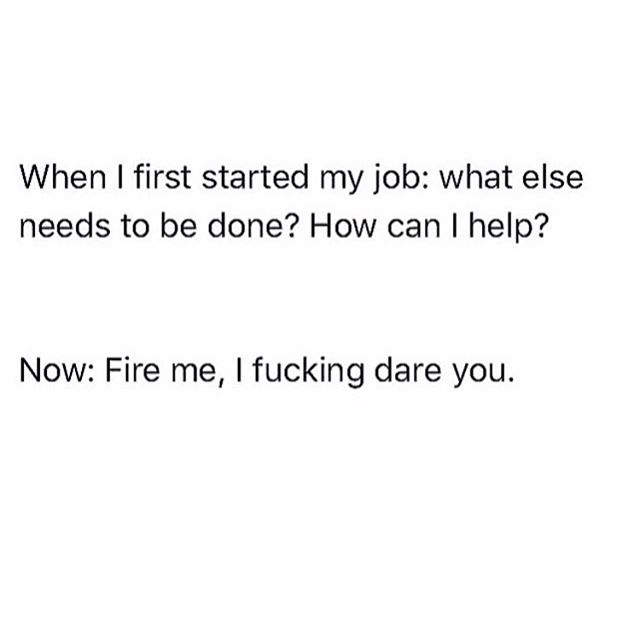 When I first started my job: what else
needs to be done? How can I help?
Now: Fire me, I fucking dare you.